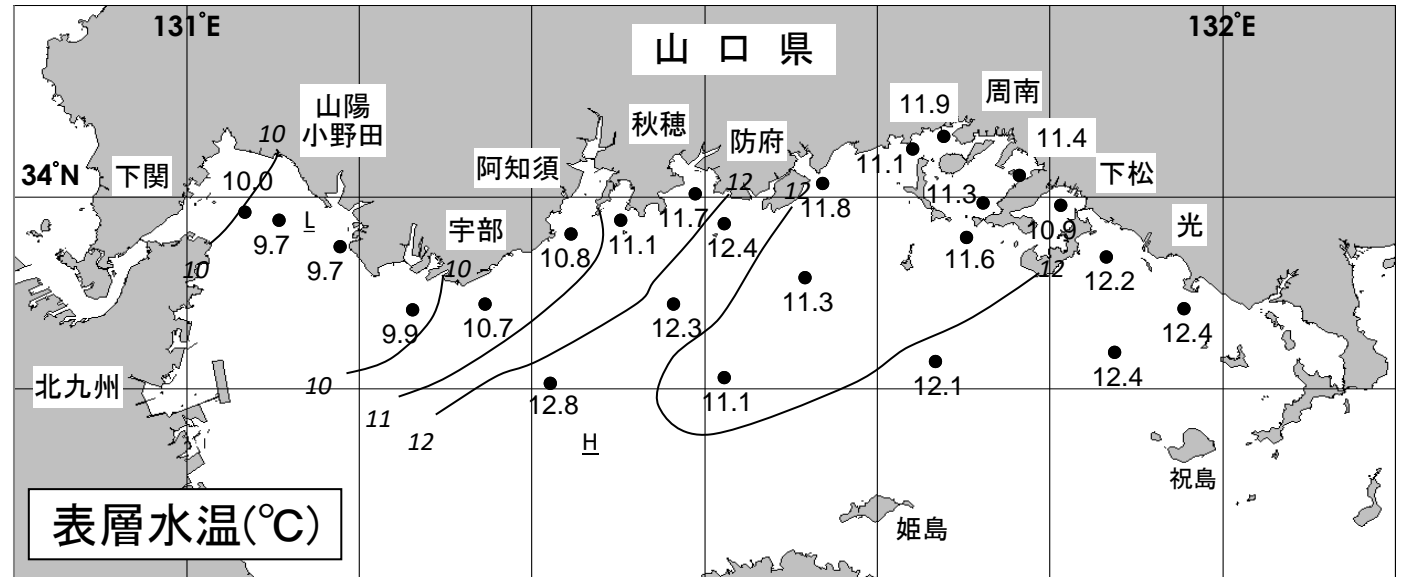 131°E
132°E
山 口 県
11.9
周南
山陽
小野田
秋穂
10
防府
11.4
11.1
阿知須
下松
34°N
下関
10.0
12
12
11.8
11.3
11.7
L
10.9
9.7
宇部
11.1
12.4
光
10.8
11.6
9.7
10
10
12
12.2
11.3
9.9
10.7
12.3
12.4
北九州
10
12.8
11.1
12.1
12.4
11
12
H
祝島
表層水温(℃)
姫島